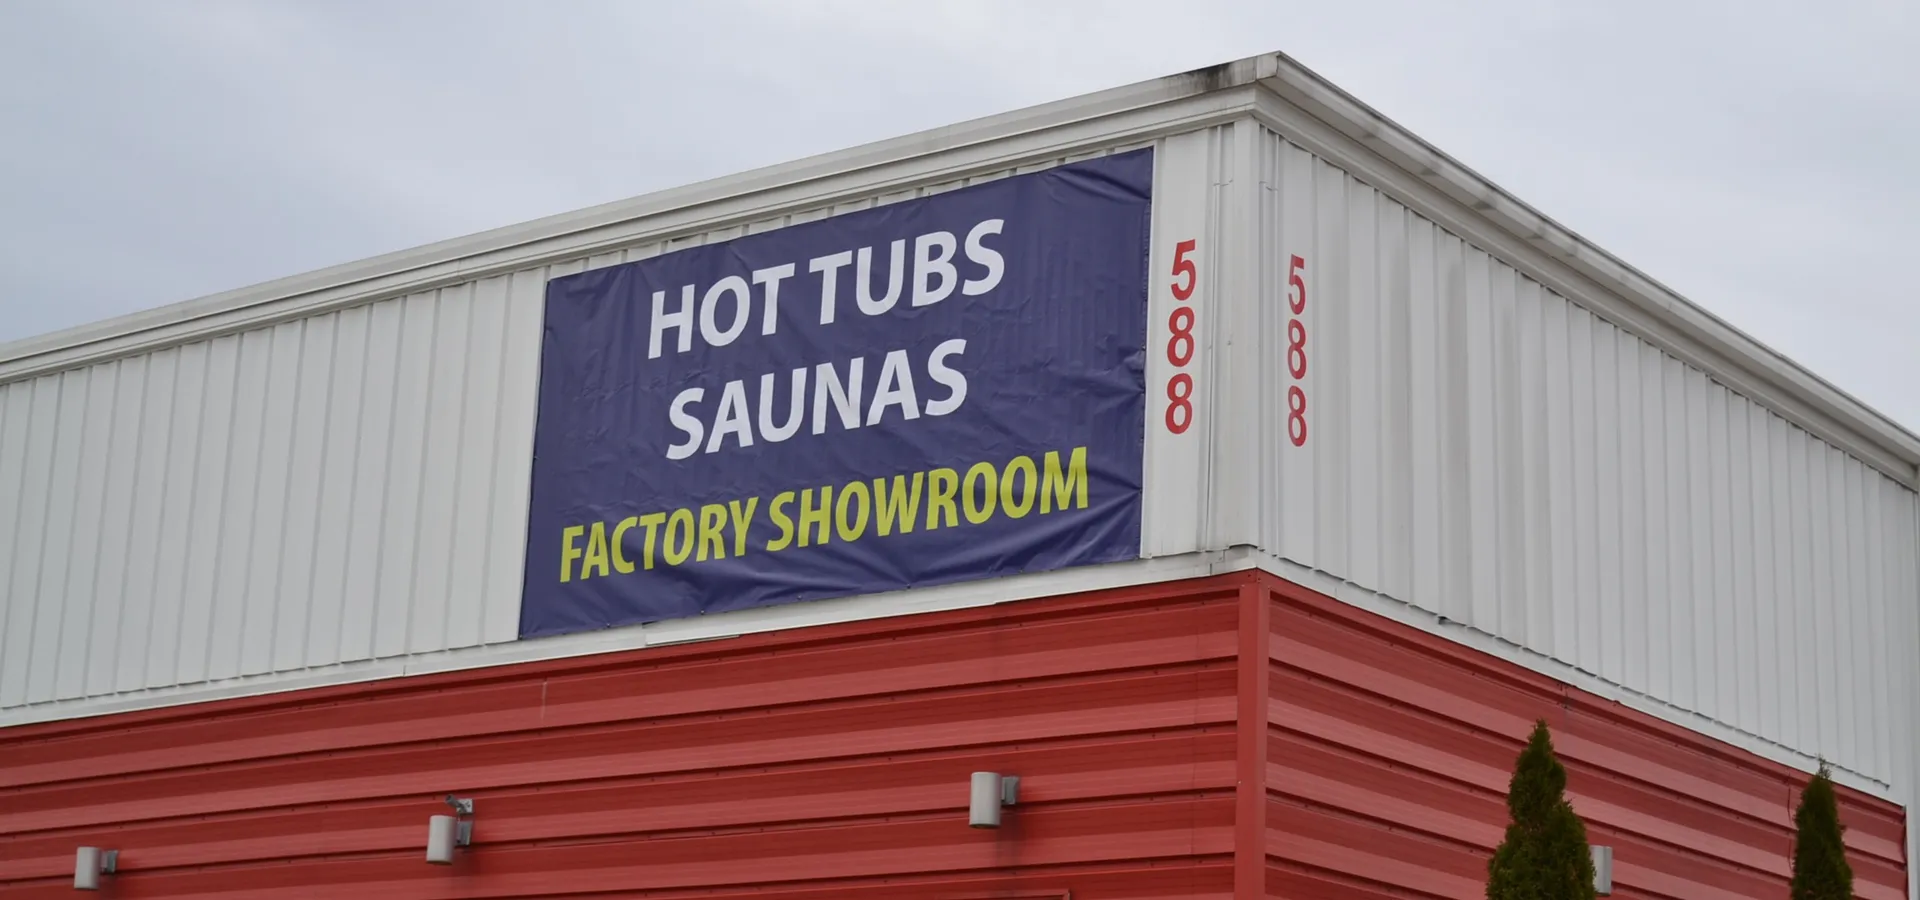 HOT TUBS
SAUNAS
FACTORY SHOWROOM
588
588